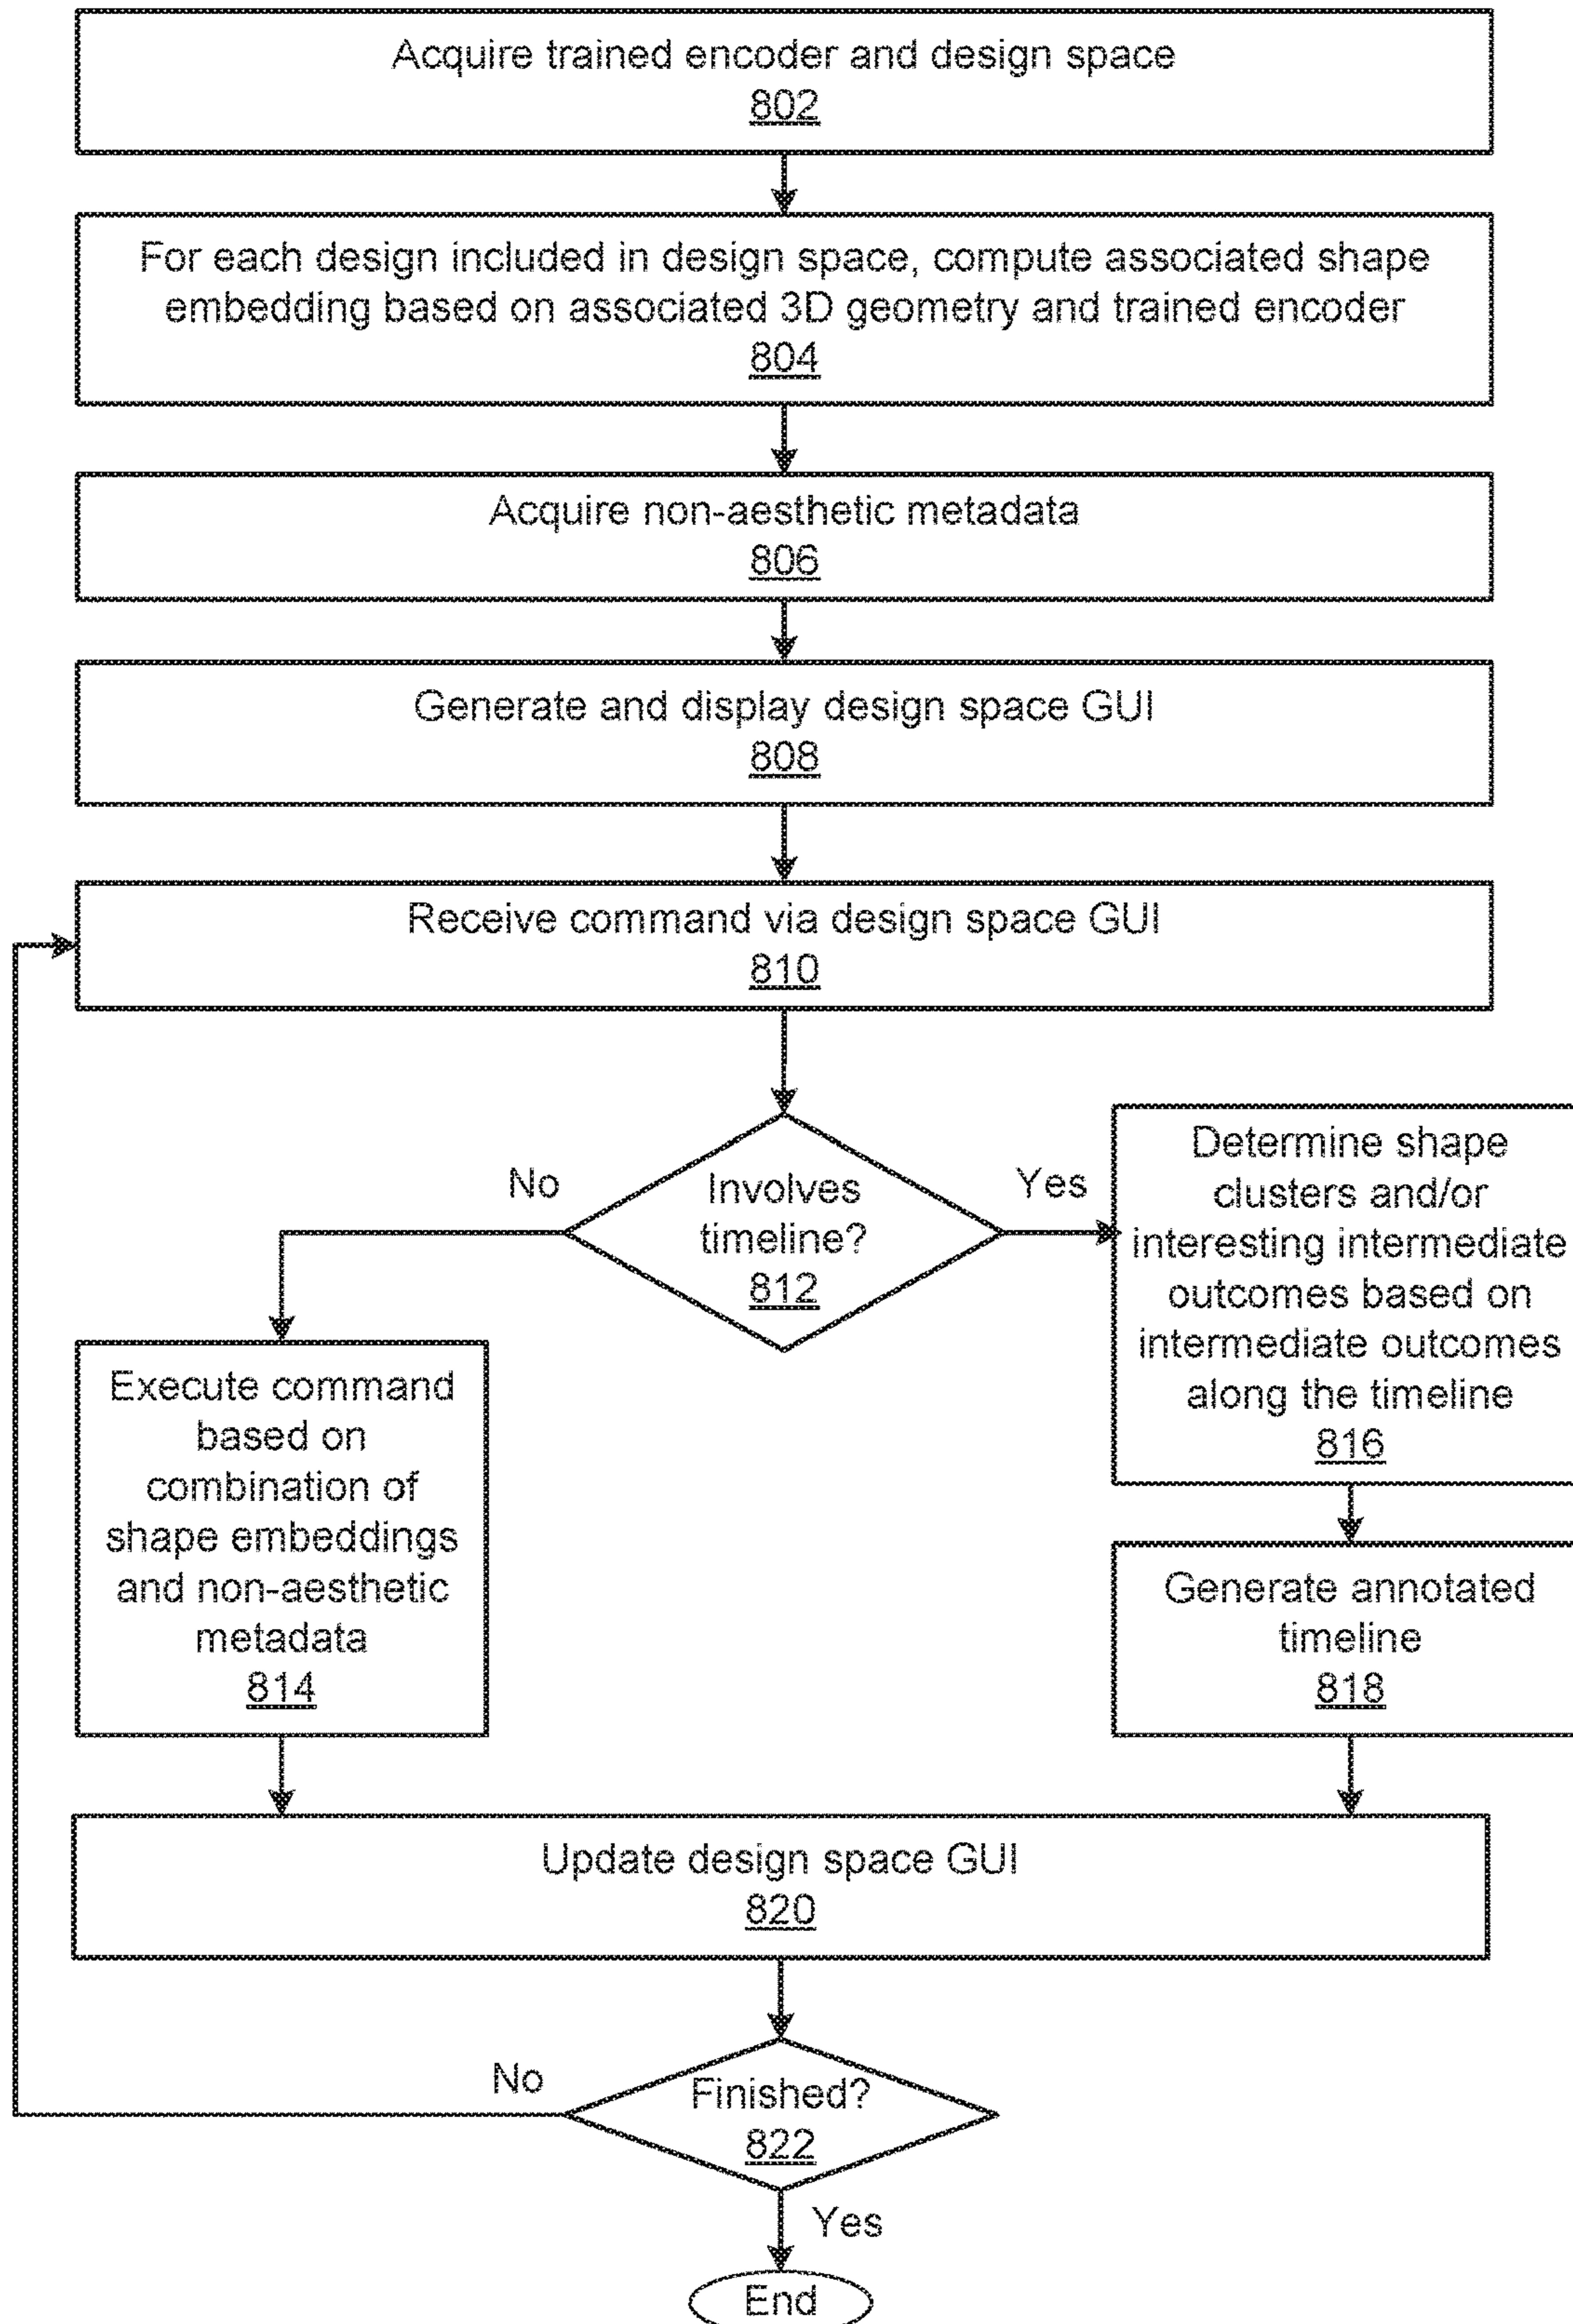 Acquire trained encoder and design space
802
For each design included in design space, compute associated shape
embedding based on associated 3D geometry and trained encoder
804
Acquire non-aesthetic metadata
806
Generate and display design space GUI
808
Receive command via design space GUI
810
Involves
timeline?
812
No
Yes
Execute command
based on
combination of
shape embeddings
and non-aesthetic
metadata
814
Determine shape
clusters and/or
interesting intermediate
outcomes based on
intermediate outcomes
along the timeline
816
Generate annotated
timeline
818
Update design space GUI
820
Finished?
822
No
Yes
End